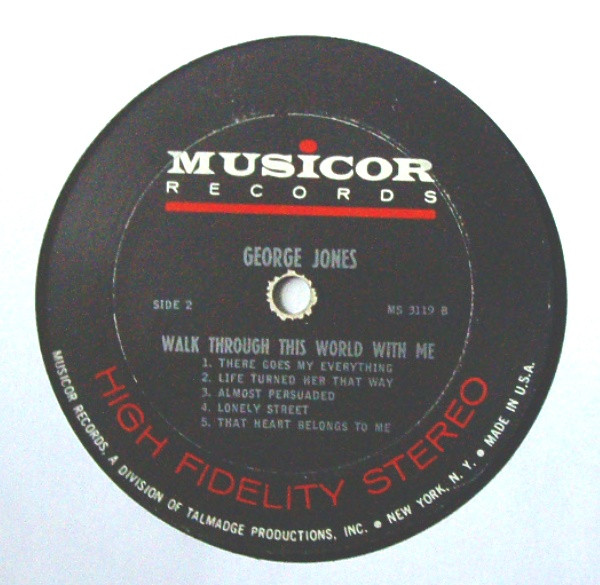 MUSiCOR
RECORDS
GEORGE JONES
SIDE 2
MS 3119 B
WALK THROUGH THIS WORLD WITH ME
1. THERE GOES MY EVERYTHING
2. LIFE TURNED HER THAT WAY
3. ALMOST PERSUADED
4. LONELY STREET
5. THAT HEART BELONGS TO ME
HIGH FIDELITY STEREO
MUSICOR RECORDS, A DIVISION OF TALMADGE PRODUCTIONS, INC. ● NEW YORK, N. Y. ● MADE IN U.S.A.